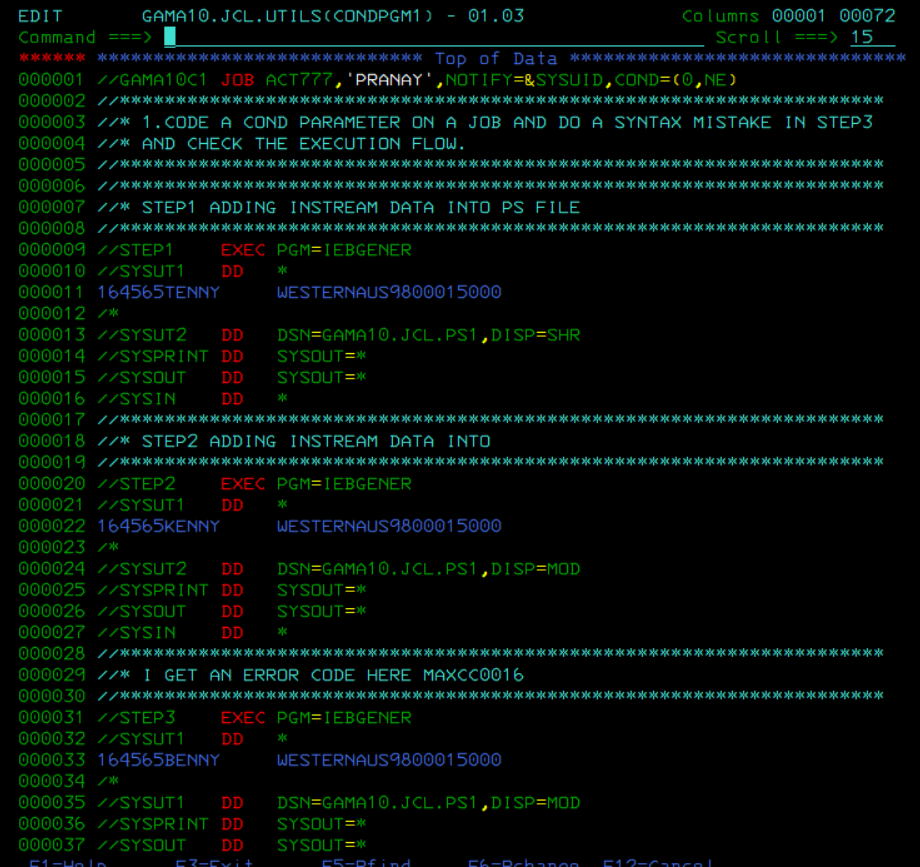 EDIT GAMA10.JCL.UTILS(CONDPGM1) - 01.03 Columns 00001 00072
Command ===> Scroll ===> 15
****** ***************************** Top of Data ******************************
000001 //GAMA10C1 JOB ACT777,'PRANAY',NOTIFY=&SYSUID,COND=(0,NE)
000002 //********************************************************************
000003 //* 1.CODE A COND PARAMETER ON A JOB AND DO A SYNTAX MISTAKE IN STEP3
000004 //* AND CHECK THE EXECUTION FLOW.
000005 //********************************************************************
000006 //********************************************************************
000007 //* STEP1 ADDING INSTREAM DATA INTO PS FILE
000008 //********************************************************************
000009 //STEP1    EXEC PGM=IEBGENER
000010 //SYSUT1   DD   *
000011 164565TENNY     WESTERNAUS9800015000
000012 /*
000013 //SYSUT2   DD   DSN=GAMA10.JCL.PS1,DISP=SHR
000014 //SYSPRINT DD   SYSOUT=*
000015 //SYSOUT   DD   SYSOUT=*
000016 //SYSIN    DD   *
000017 //********************************************************************
000018 //* STEP2 ADDING INSTREAM DATA INTO
000019 //********************************************************************
000020 //STEP2    EXEC PGM=IEBGENER
000021 //SYSUT1   DD   *
000022 164565KENNY     WESTERNAUS9800015000
000023 /*
000024 //SYSUT2   DD   DSN=GAMA10.JCL.PS1,DISP=MOD
000025 //SYSPRINT DD   SYSOUT=*
000026 //SYSOUT   DD   SYSOUT=*
000027 //SYSIN    DD   *
000028 //********************************************************************
000029 //* I GET AN ERROR CODE HERE MAXCC0016
000030 //********************************************************************
000031 //STEP3    EXEC PGM=IEBGENER
000032 //SYSUT1   DD   *
000033 164565BENNY     WESTERNAUS9800015000
000034 /*
000035 //SYSUT1   DD   DSN=GAMA10.JCL.PS1,DISP=MOD
000036 //SYSPRINT DD   SYSOUT=*
000037 //SYSOUT   DD   SYSOUT=*
F1=Help F3=Exit F5=Rfind F6=Rchange F12=Cancel